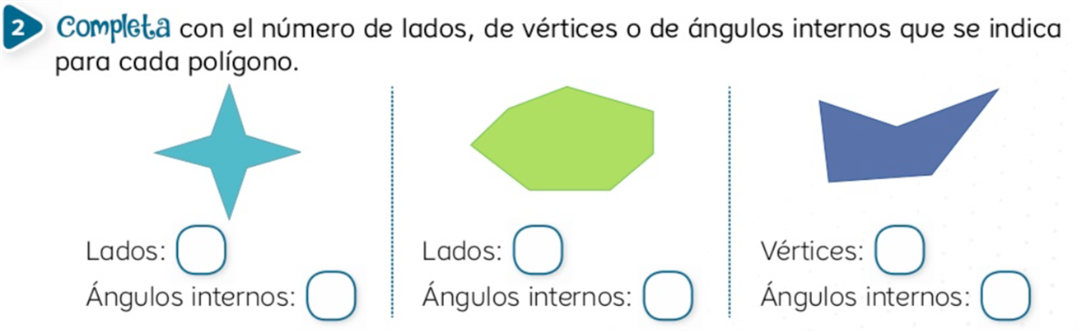 2 Completa con el número de lados, de vértices o de ángulos internos que se indica
para cada polígono.
Lados:
Ángulos internos:
Lados:
Ángulos internos:
Vértices:
Ángulos internos: